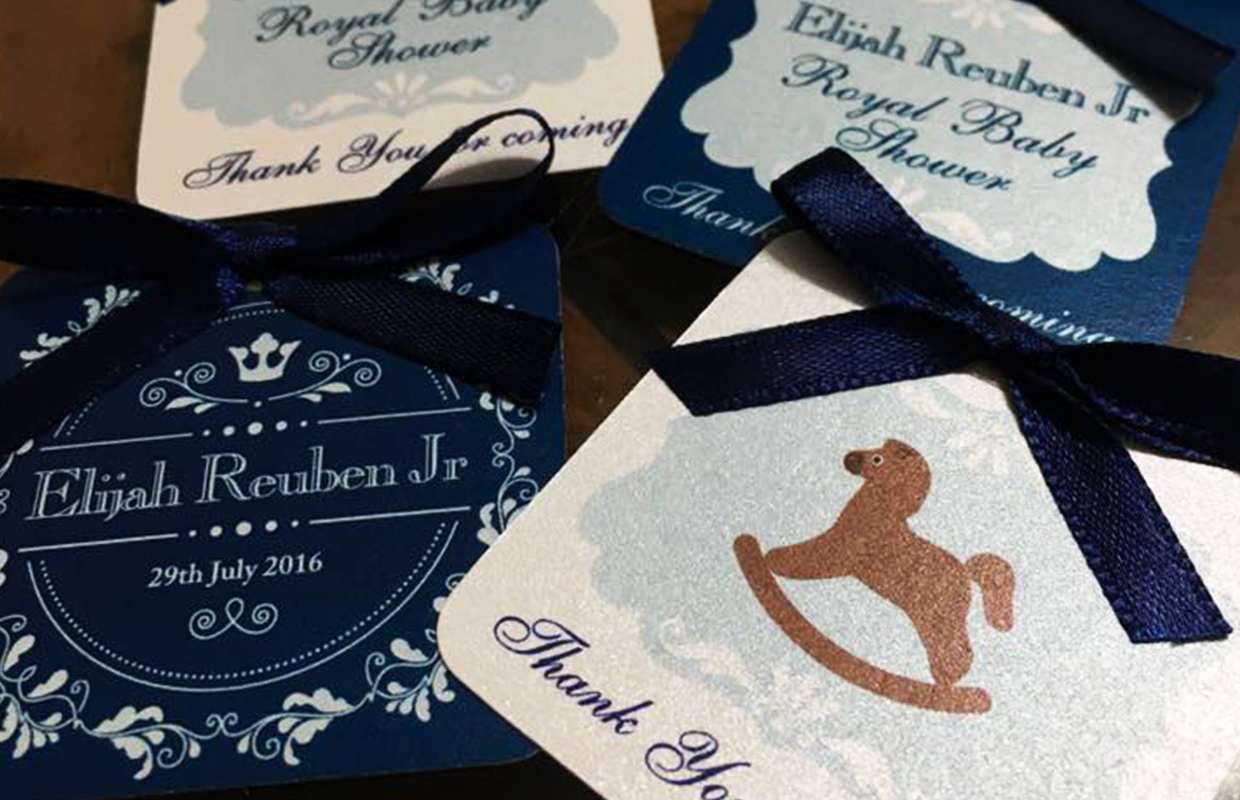 Royal Baby
Shower
Thank You for coming
Elijah Reuben Jr
Royal Baby
Shower
Thank
coming
Elijah Reuben Jr
29th July 2016
Thank You